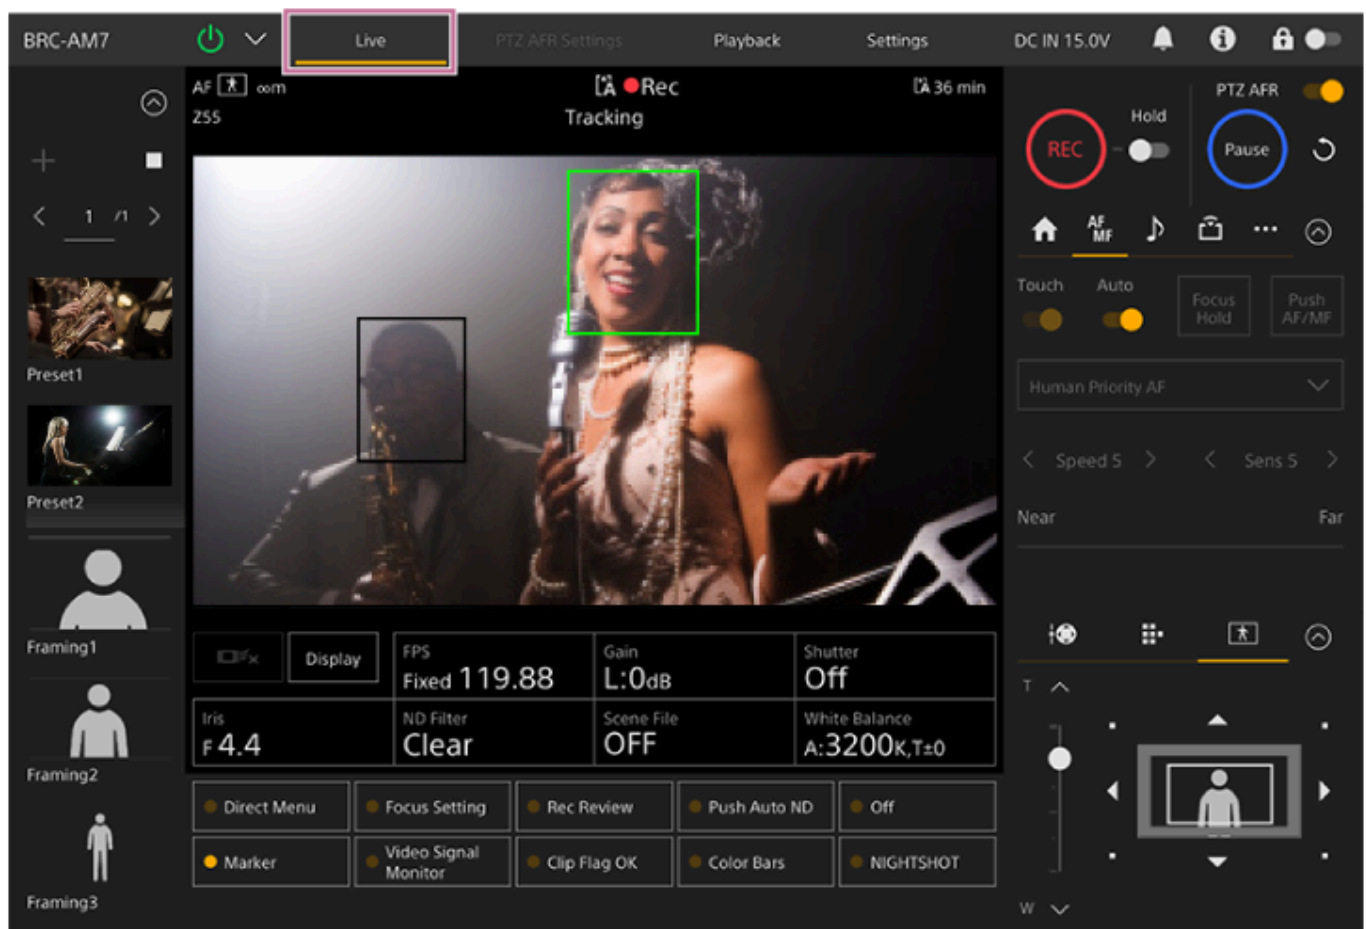 BRC-AM7
Live
PTZ AFR Settings
Playback
Settings
DC IN 15.0V
AF ∞m
A ●Rec
A 36 min
Z55
Tracking
PTZ AFR
REC
Hold
Pause
1 /1
AF
MF
Touch
Auto
Focus
Hold
Push
AF/MF
Preset1
Human Priority AF
Speed 5
Sens 5
Preset2
Near
Far
Framing1
Display
FPS
Fixed 119.88
Gain
L:0dB
Shutter
Off
Iris
F 4.4
ND Filter
Clear
Scene File
OFF
White Balance
A:3200K,T±0
T
Framing2
Direct Menu
Focus Setting
Rec Review
Push Auto ND
Off
Marker
Video Signal
Monitor
Clip Flag OK
Color Bars
NIGHTSHOT
Framing3
W